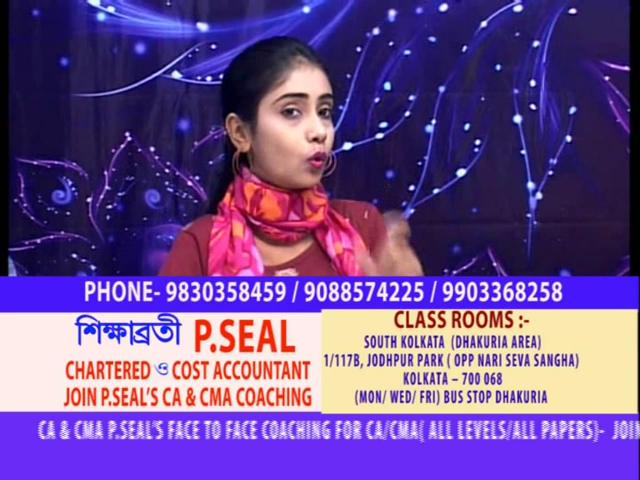 PHONE- 9830358459 / 9088574225 / 9903368258
শিক্ষাব্রতী P.SEAL
CHARTERED ও COST ACCOUNTANT
JOIN P.SEAL'S CA & CMA COACHING
CLASS ROOMS :-
SOUTH KOLKATA (DHAKURIA AREA)
1/117B, JODHPUR PARK ( OPP NARI SEVA SANGHA)
KOLKATA – 700 068
(MON/ WED/ FRI) BUS STOP DHAKURIA
CA & CMA P.SEAL'S FACE TO FACE COACHING FOR CA/CMA( ALL LEVELS/ALL PAPERS)- JOIN